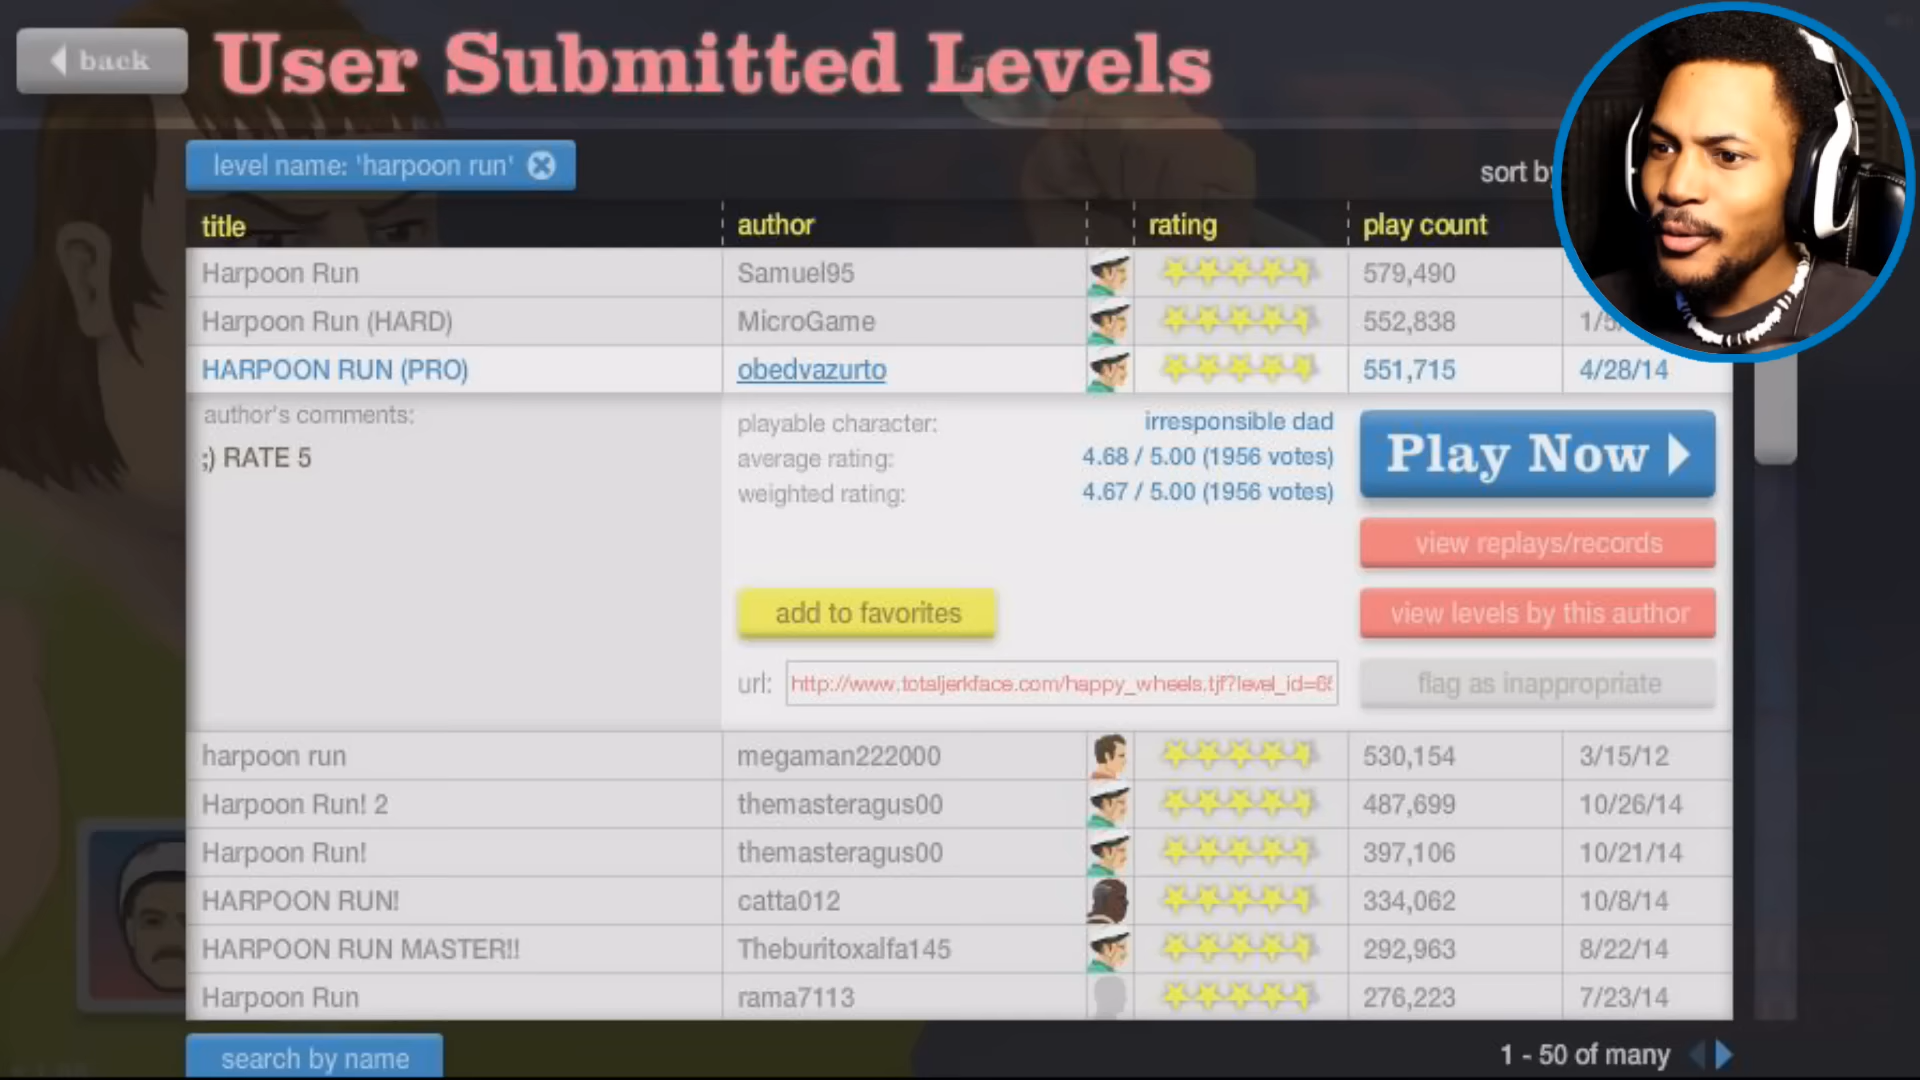 back
User Submitted Levels
level name: 'harpoon run'
sort by
title author rating play count
Harpoon Run Samuel95 579,490
Harpoon Run (HARD) MicroGame 552,838
HARPOON RUN (PRO) obedvazurto 551,715 4/28/14
author's comments:
;) RATE 5
playable character: irresponsible dad
average rating: 4.68 / 5.00 (1956 votes)
weighted rating: 4.67 / 5.00 (1956 votes)
Play Now
view replays/records
add to favorites
view levels by this author
url: http://www.totaljerkface.com/happy_wheels.tjf?level_id=6
flag as inappropriate
harpoon run megaman222000 530,154 3/15/12
Harpoon Run! 2 themasteragus00 487,699 10/26/14
Harpoon Run! themasteragus00 397,106 10/21/14
HARPOON RUN! catta012 334,062 10/8/14
HARPOON RUN MASTER!! Theburitoxalfa145 292,963 8/22/14
Harpoon Run rama7113 276,223 7/23/14
search by name
1 - 50 of many